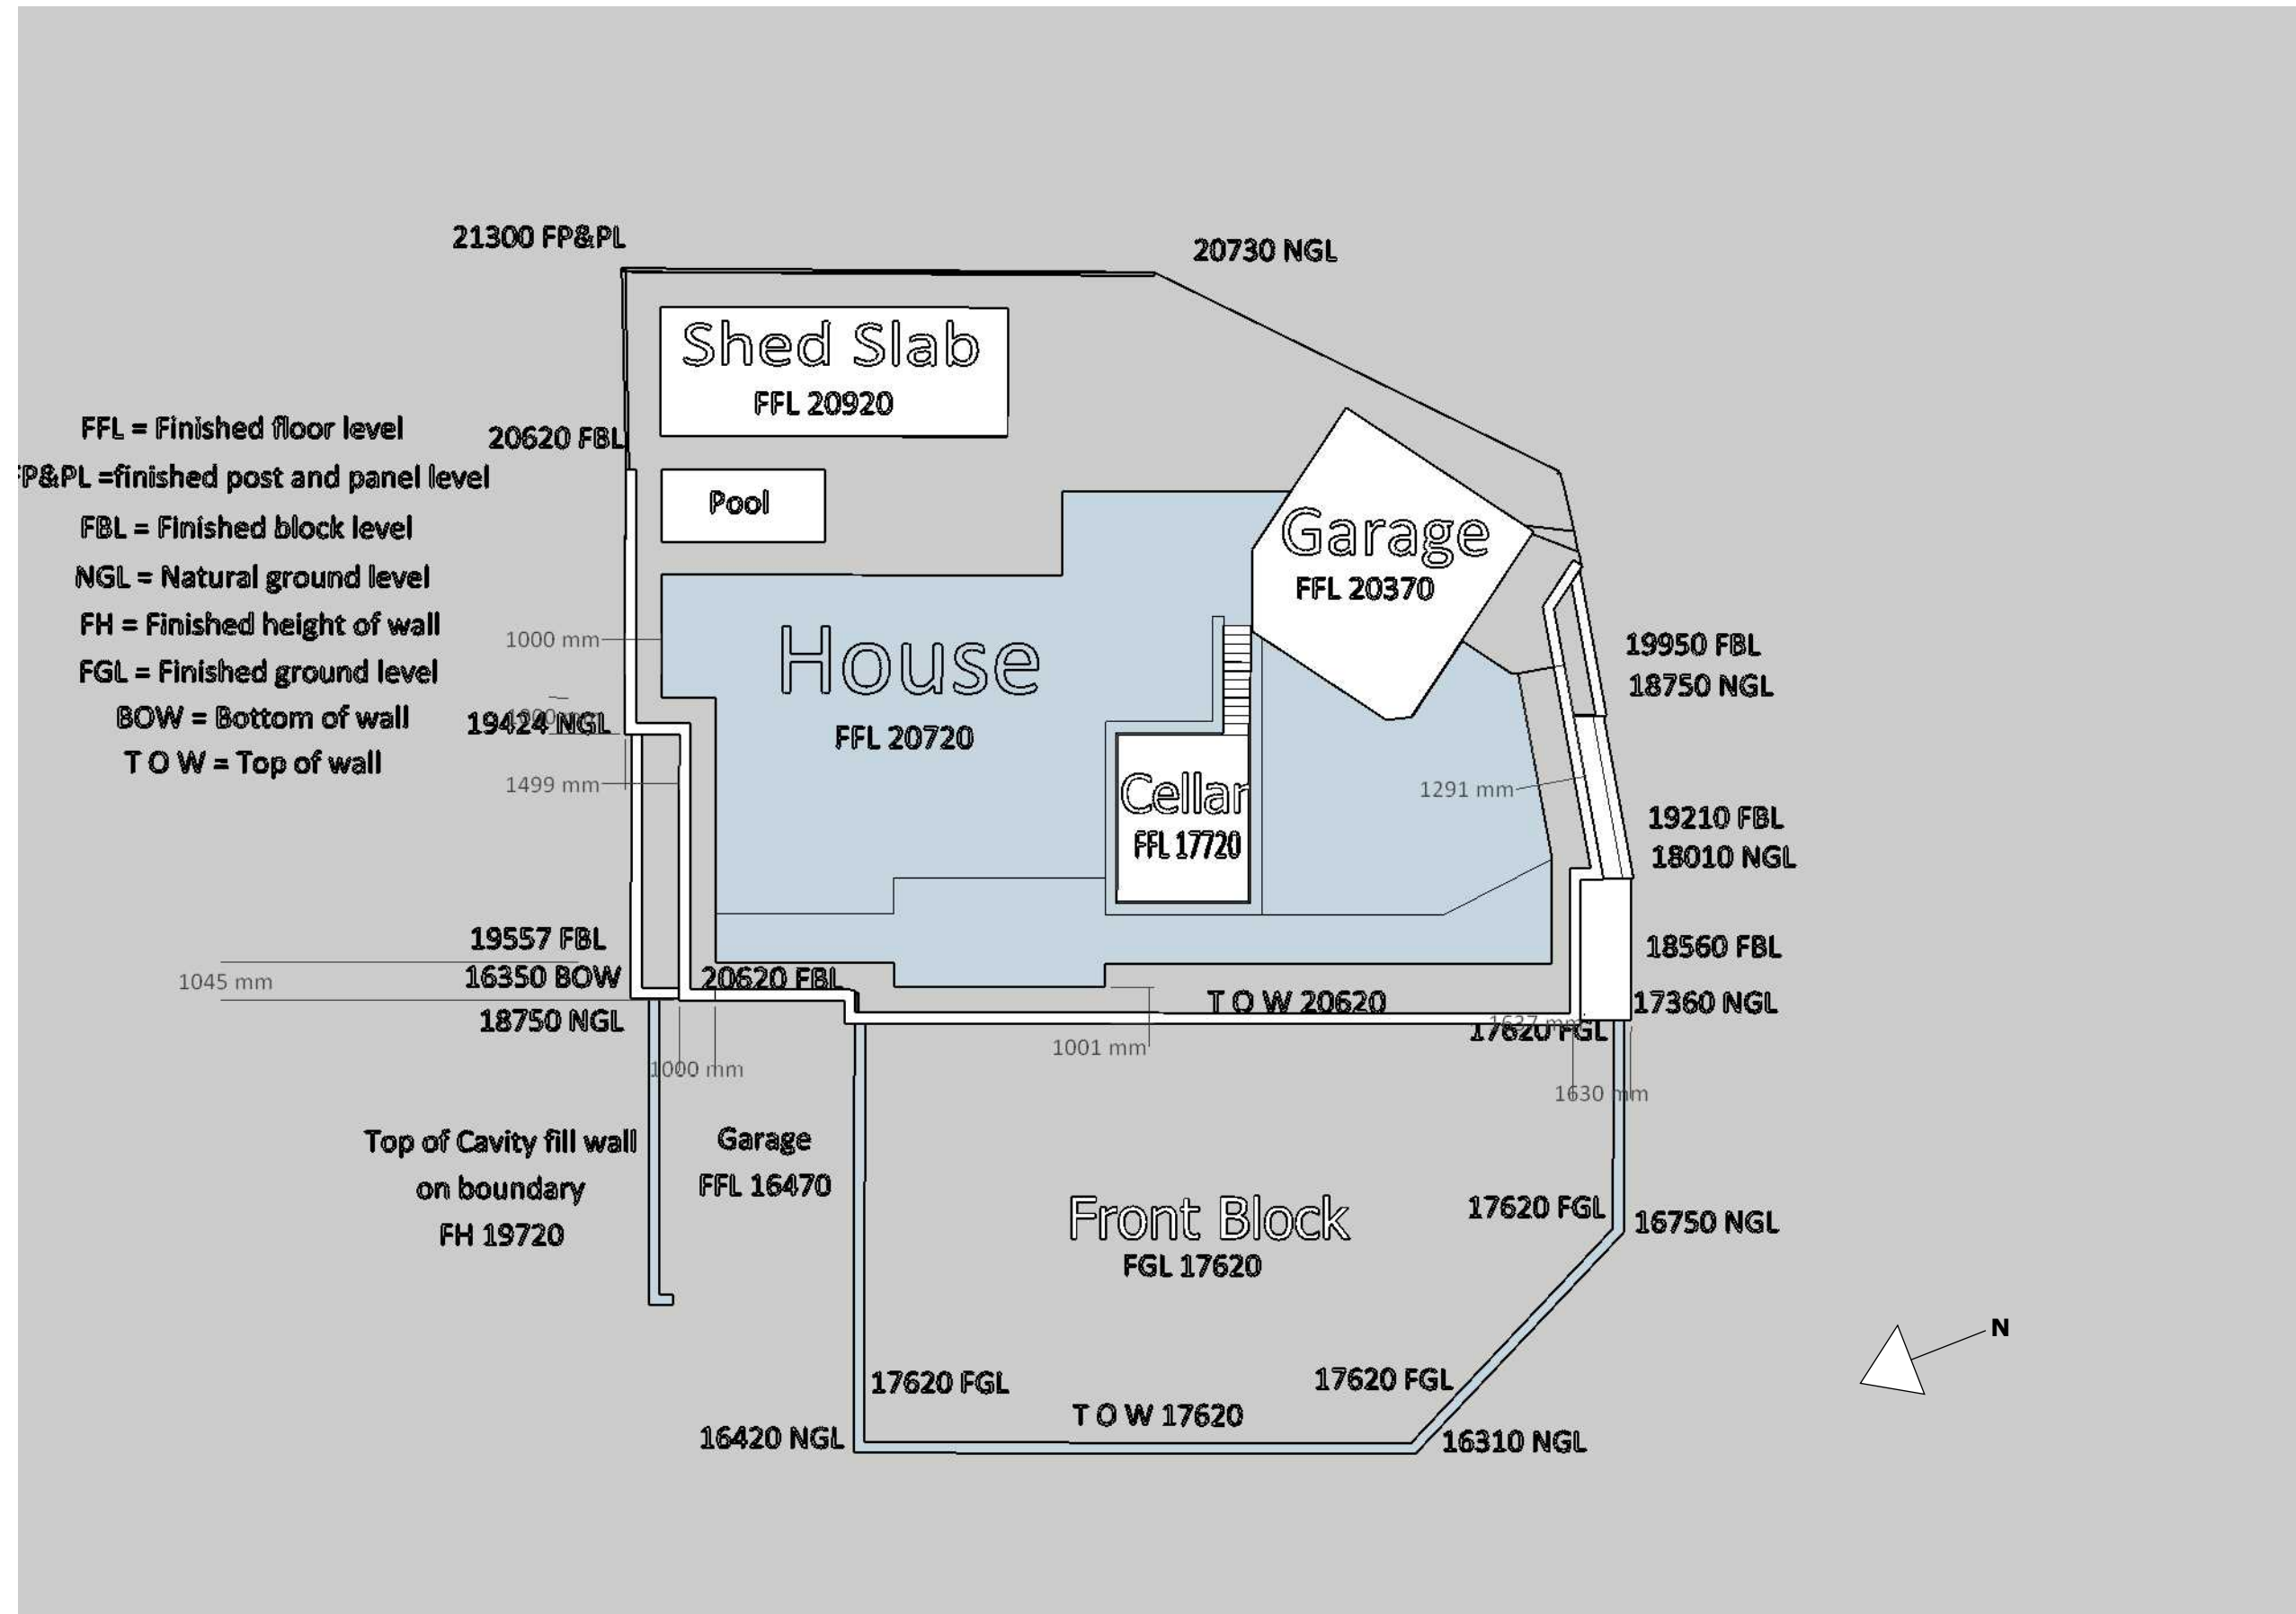 21300 FP&PL
20730 NGL
Shed Slab
FFL 20920
FFL = Finished floor level
20620 FBL
P&PL =finished post and panel level
Pool
FBL = Finished block level
Garage
FFL 20370
NGL = Natural ground level
FH = Finished height of wall
1000 mm
House
FFL 20720
19950 FBL
18750 NGL
FGL = Finished ground level
BOW = Bottom of wall
19424 NGL
T O W = Top of wall
1499 mm
Cellar
FFL 17720
1291 mm
19210 FBL
18010 NGL
19557 FBL
1045 mm
16350 BOW
20620 FBL
18560 FBL
18750 NGL
T O W 20620
17360 NGL
1637 mm
17620 FGL
1001 mm
1000 mm
1630 mm
Top of Cavity fill wall
on boundary
FH 19720
Garage
FFL 16470
Front Block
FGL 17620
17620 FGL
16750 NGL
N
17620 FGL
17620 FGL
T O W 17620
16420 NGL
16310 NGL